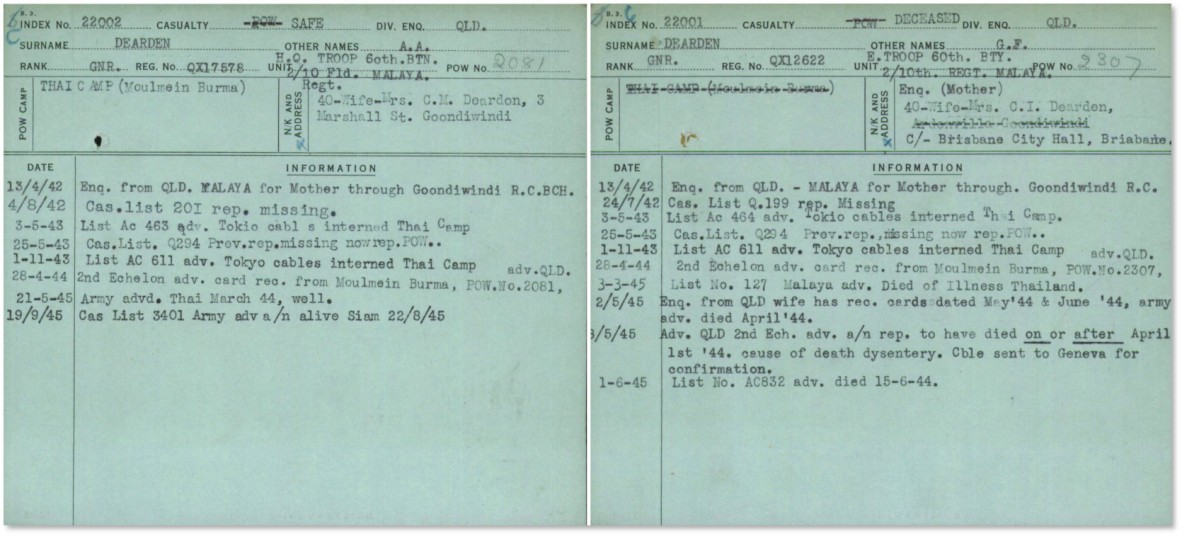 B.3.
INDEX No. 22002 CASUALTY POW SAFE DIV. ENQ. QLD.
SURNAME DEARDEN OTHER NAMES A.A.
RANK GNR. REG. No. QX17578 UNIT H.Q. TROOP 60th.BTN. 2/10 Fld. MALAYA. Regt. POW No. 2081
POW CAMP
THAI CAMP (Moulmein Burma)
N.K AND ADDRESS
40-Wife-Mrs. C.M. Deardon, 3
Marshall St. Goondiwindi
DATE INFORMATION
13/4/42 Enq. from QLD. MALAYA for Mother through Goondiwindi R.C.BCH.
4/8/42 Cas.list 201 rep. missing.
3-5-43 List Ac 463 adv. Tokio cabl s interned Thai Camp
25-5-43 Cas.List. Q294 Prev.rep.missing now rep.POW..
1-11-43 List AC 611 adv. Tokyo cables interned Thai Camp adv.QLD.
28-4-44 2nd Echelon adv. card rec. from Moulmein Burma, POW.No.2081,
21-5-45 Army advd. Thai March 44, well.
19/9/45 Cas List 3401 Army adv a/n alive Siam 22/8/45
B.3.
INDEX No. 22001 CASUALTY POW DECEASED DIV. ENQ. QLD.
SURNAME DEARDEN OTHER NAMES G.F.
RANK GNR. REG. No. QX12622 UNIT E.TROOP 60th. BTY. 2/10th. REGT. MALAYA. POW No. 2307
POW CAMP
THAI CAMP (Moulmein Burma)
N.K AND ADDRESS
Enq. (Mother)
40-Wife-Mrs. C.I. Dearden,
Goondiwindi
C/- Brisbane City Hall, Briabane.
DATE INFORMATION
13/4/42 Enq. from QLD. - MALAYA for Mother through. Goondiwindi R.C.
24/7/42 Cas. List Q.199 rep. Missing
3-5-43 List Ac 464 adv. Tokio cables interned Th i Camp.
25-5-43 Cas.List. Q294 Prev.rep.,missing now rep.POW..
1-11-43 List AC 611 adv. Tokyo cables interned Thai Camp adv.QLD.
28-4-44 2nd Echelon adv. card rec. from Moulmein Burma, POW.No.2307,
3-3-45 List No. 127 Malaya adv. Died of Illness Thailand.
2/5/45 Enq. from QLD wife has rec. cards dated May'44 & June '44, army
adv. died April'44.
/5/45 Adv. QLD 2nd Ech. adv. a/n rep. to have died on or after April
1st '44. cause of death dysentery. Cble sent to Geneva for
confirmation.
1-6-45 List No. AC832 adv. died 15-6-44.